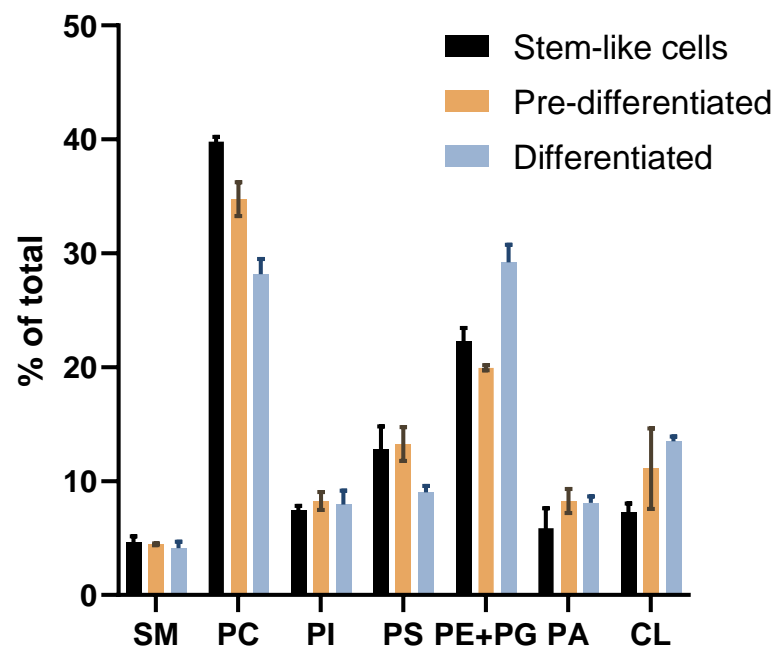 50
40
30
20
10
0
% of total
Stem-like cells
Pre-differentiated
Differentiated
SM PC PI PS PE+PG PA CL